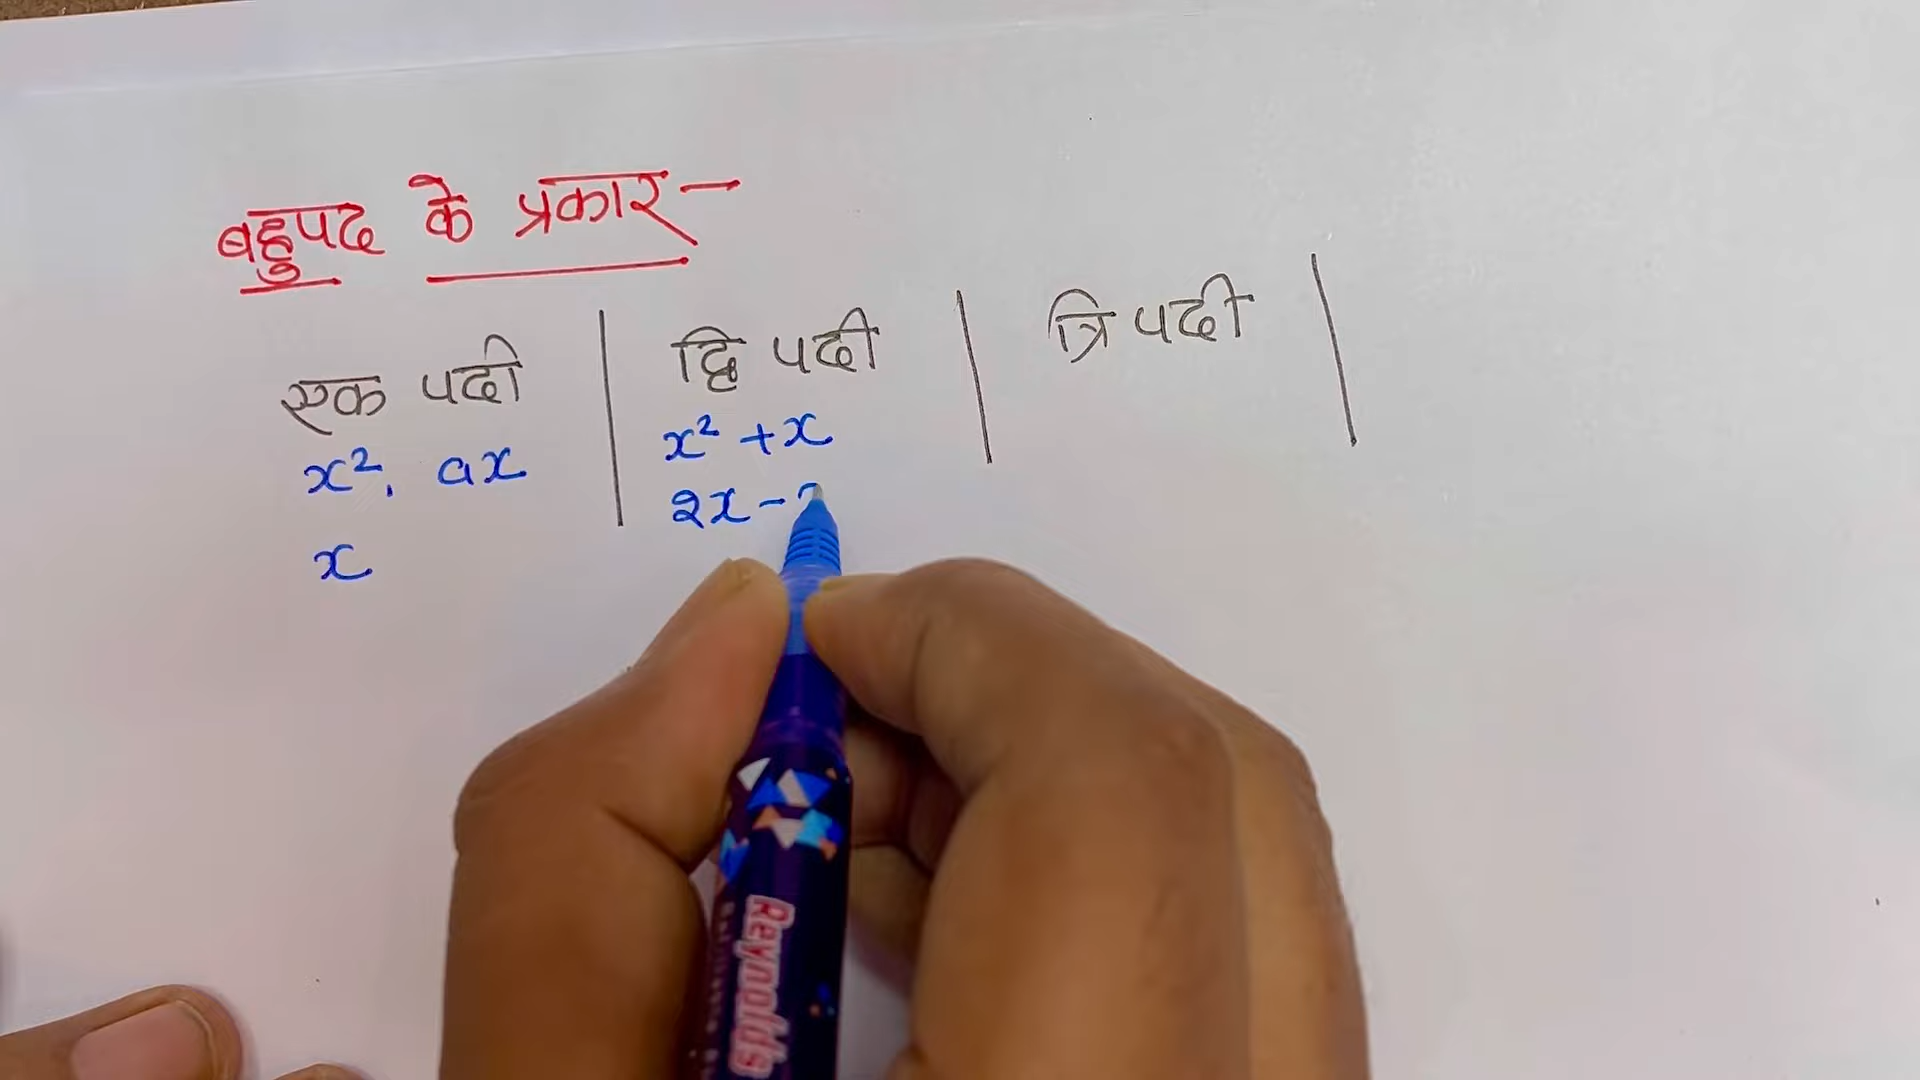 बहुपद के प्रकार –
एक पदी | द्वि पदी | त्रि पदी |
x², ax
x
x² + x
2x -
Reynolds